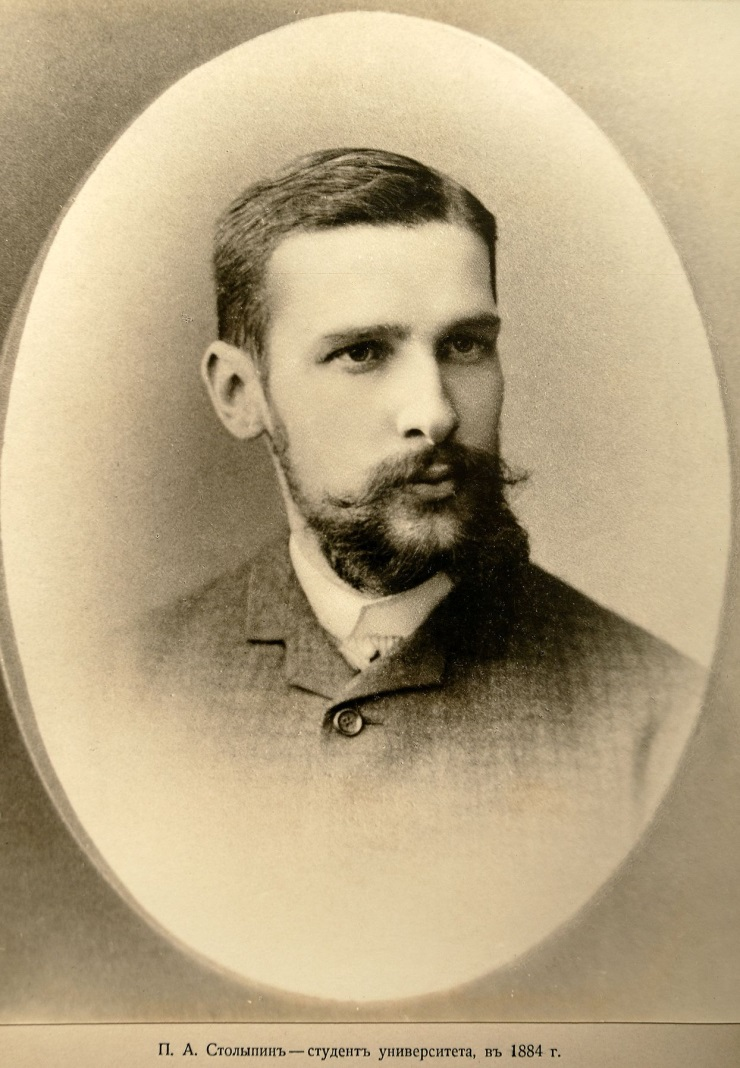 П. А. Столыпинъ — студентъ университета, въ 1884 г.